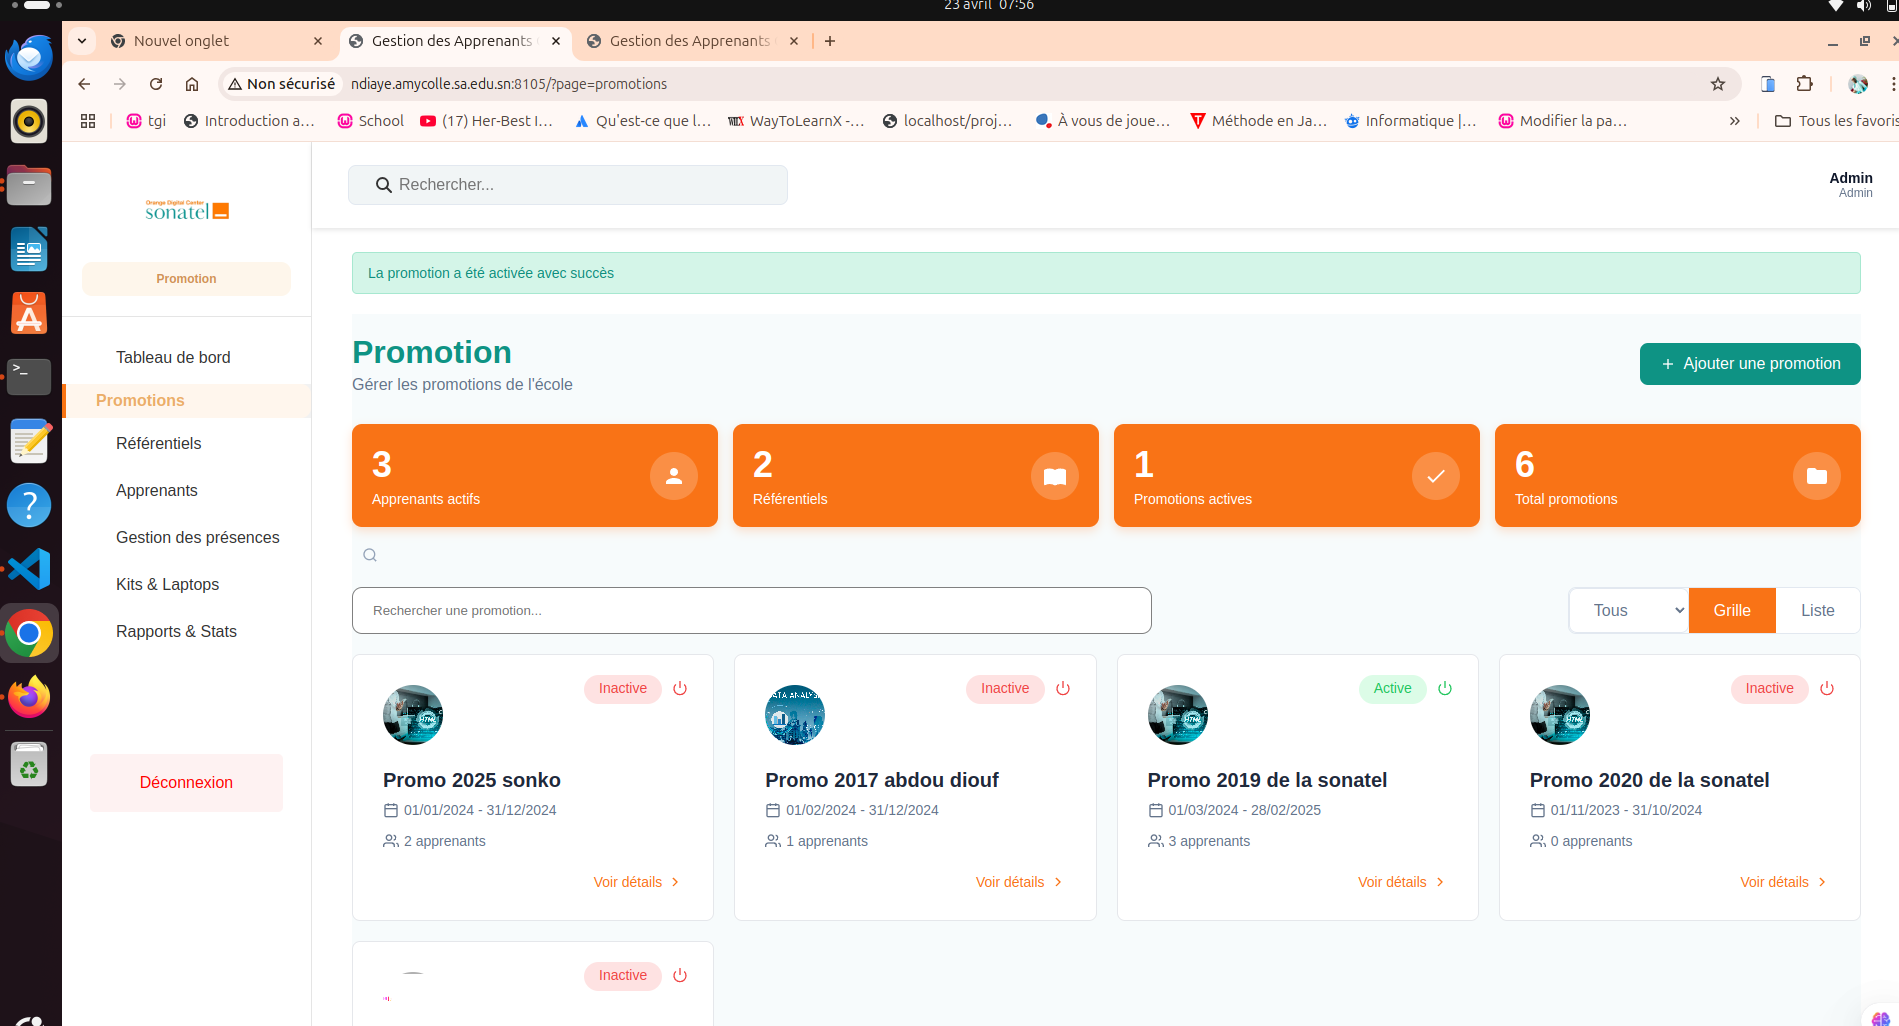 23 avril 07:56
Nouvel onglet
Gestion des Apprenants
Gestion des Apprenants
Non sécurisé
ndiaye.amycolle.sa.edu.sn:8105/?page=promotions
tgi
Introduction a...
School
(17) Her-Best I...
Qu'est-ce que l...
WayToLearnX -...
localhost/proj...
À vous de joue...
Méthode en Ja...
Informatique |...
Modifier la pa...
Tous les favoris
Orange Digital Center
sonatel
Promotion
Tableau de bord
Promotions
Référentiels
Apprenants
Gestion des présences
Kits & Laptops
Rapports & Stats
Déconnexion
Rechercher...
Admin
Admin
La promotion a été activée avec succès
Promotion
Gérer les promotions de l'école
+ Ajouter une promotion
3
Apprenants actifs
2
Référentiels
1
Promotions actives
6
Total promotions
Rechercher une promotion...
Tous
Grille
Liste
Inactive
HTML
Promo 2025 sonko
01/01/2024 - 31/12/2024
2 apprenants
Voir détails
Inactive
Promo 2017 abdou diouf
01/02/2024 - 31/12/2024
1 apprenants
Voir détails
Active
HTML
Promo 2019 de la sonatel
01/03/2024 - 28/02/2025
3 apprenants
Voir détails
Inactive
HTML
Promo 2020 de la sonatel
01/11/2023 - 31/10/2024
0 apprenants
Voir détails
Inactive